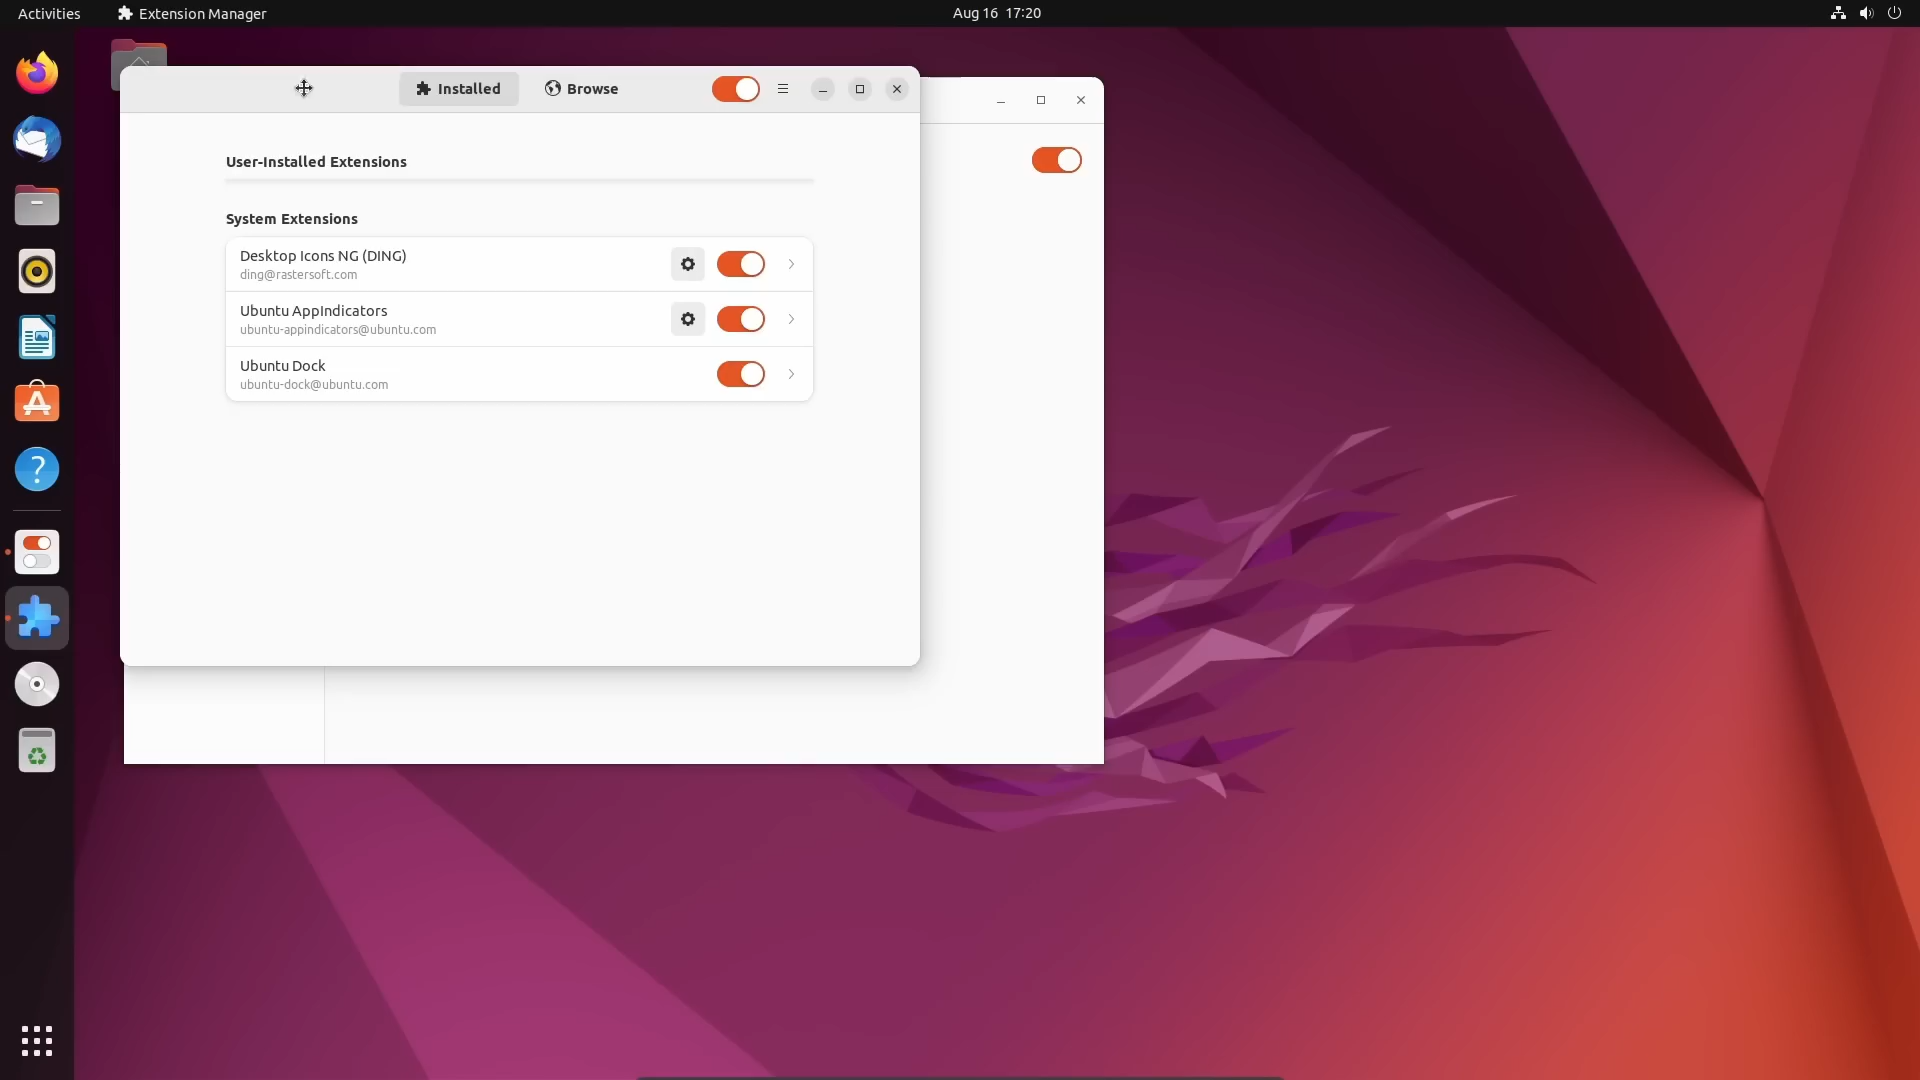 Activities
Extension Manager
Aug 16 17:20
Installed
Browse
User-Installed Extensions
System Extensions
Desktop Icons NG (DING)
ding@rastersoft.com
Ubuntu AppIndicators
ubuntu-appindicators@ubuntu.com
Ubuntu Dock
ubuntu-dock@ubuntu.com